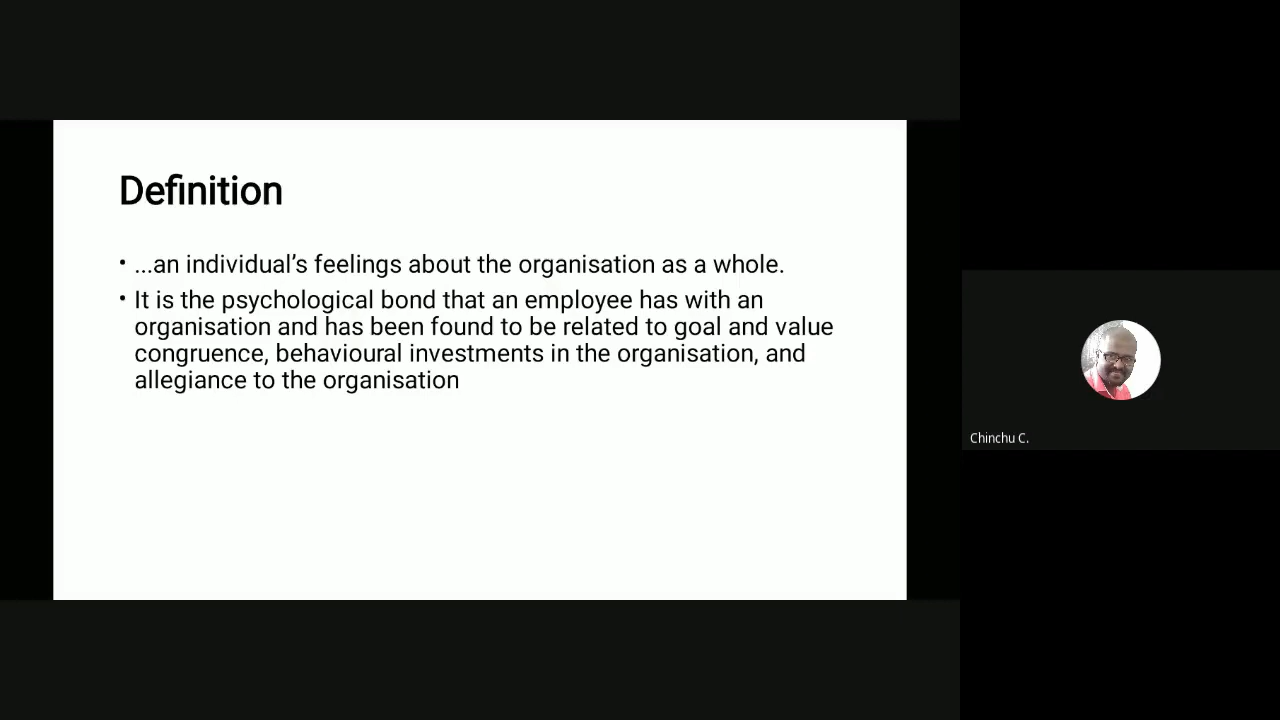 Definition
• ...an individual’s feelings about the organisation as a whole.
• It is the psychological bond that an employee has with an
organisation and has been found to be related to goal and value
congruence, behavioural investments in the organisation, and
allegiance to the organisation
Chinchu C.